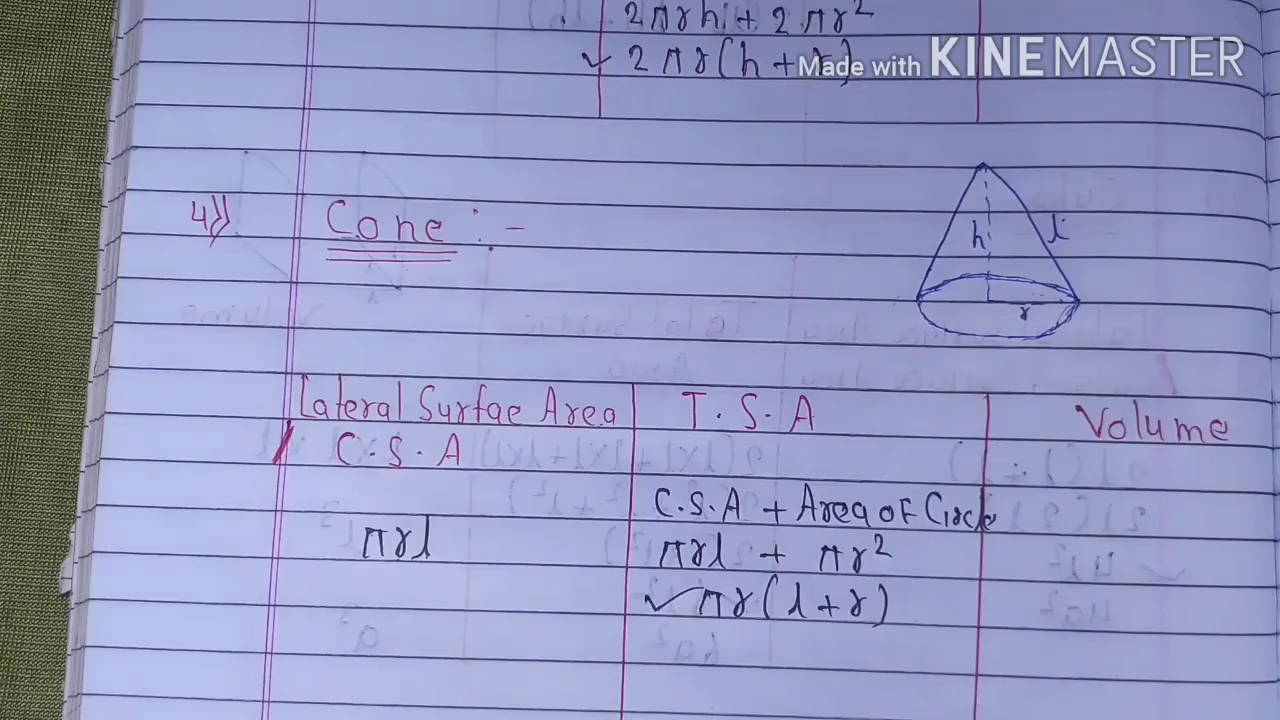 2πrh + 2πr²
✓ 2πr(h + r)
Made with KINEMASTER
4》 Cone :-
h l
r
Lateral Surfae Area T.S.A Volume
/ C.S.A
C.S.A + Area OF Circle
πrl πrl + πr²
✓ πr(l+r)